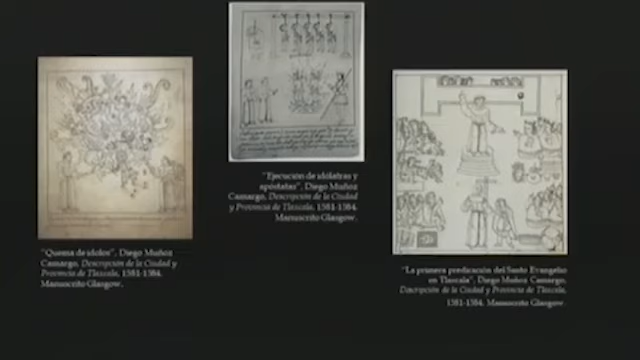 "Quema de ídolos", Diego Muñoz
Camargo, Descripción de la Ciudad y
Provincia de Tlaxcala, 1581-1584.
Manuscrito Glasgow.
"Ejecución de idólatras y
apóstatas", Diego Muñoz
Camargo, Descripción de la Ciudad
y Provincia de Tlaxcala, 1581-1584.
Manuscrito Glasgow.
"La primera predicación del Santo Evangelio
en Tlaxcala", Diego Muñoz Camargo,
Descripción de la Ciudad y Provincia de Tlaxcala,
1581-1584. Manuscrito Glasgow.